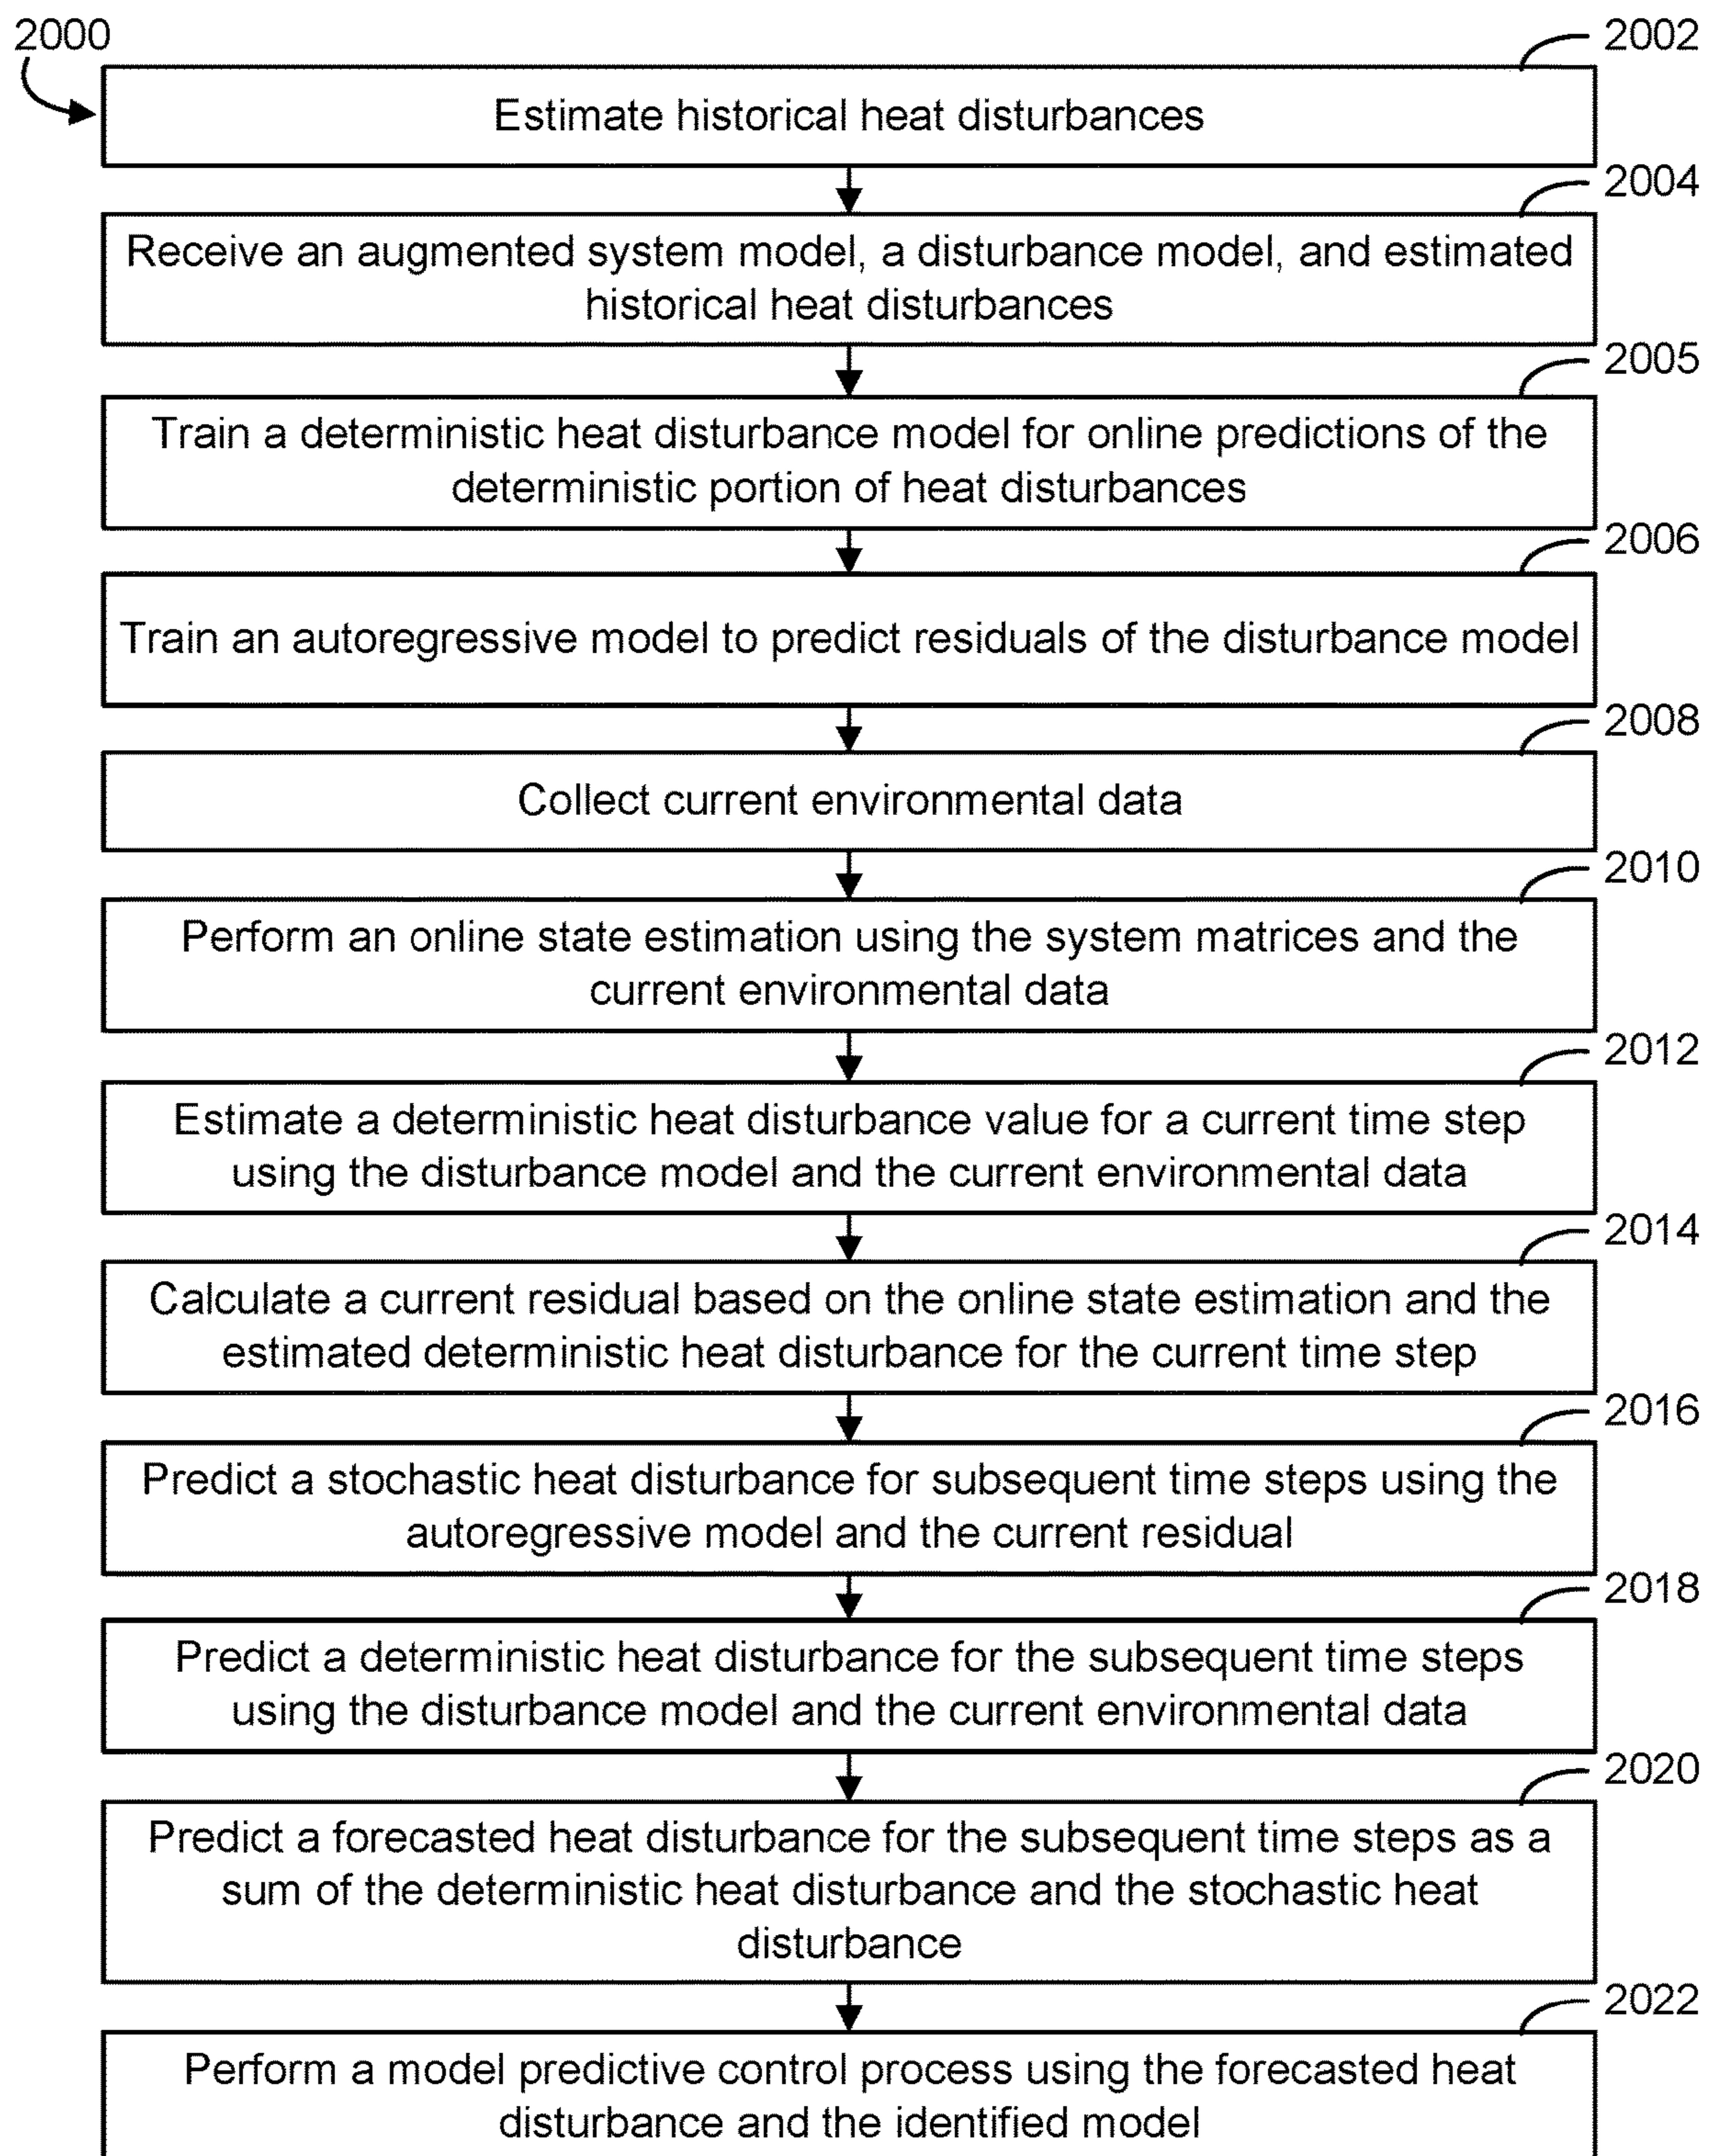 2000
2002
Estimate historical heat disturbances
2004
Receive an augmented system model, a disturbance model, and estimated
historical heat disturbances
2005
Train a deterministic heat disturbance model for online predictions of the
deterministic portion of heat disturbances
2006
Train an autoregressive model to predict residuals of the disturbance model
2008
Collect current environmental data
2010
Perform an online state estimation using the system matrices and the
current environmental data
2012
Estimate a deterministic heat disturbance value for a current time step
using the disturbance model and the current environmental data
2014
Calculate a current residual based on the online state estimation and the
estimated deterministic heat disturbance for the current time step
2016
Predict a stochastic heat disturbance for subsequent time steps using the
autoregressive model and the current residual
2018
Predict a deterministic heat disturbance for the subsequent time steps
using the disturbance model and the current environmental data
2020
Predict a forecasted heat disturbance for the subsequent time steps as a
sum of the deterministic heat disturbance and the stochastic heat
disturbance
2022
Perform a model predictive control process using the forecasted heat
disturbance and the identified model